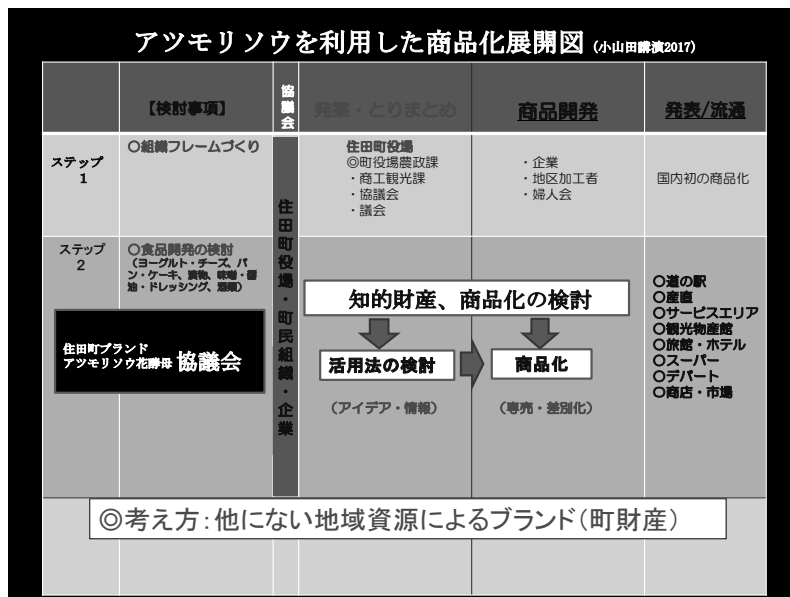 アツモリソウを利用した商品化展開図 (小山田講演2017)
【検討事項】
協議会
発案・とりまとめ
商品開発
発表/流通
ステップ
1
〇組織フレームづくり
住田町役場
◎町役場農政課
・商工観光課
・協議会
・議会
・企業
・地区加工者
・婦人会
国内初の商品化
住田町役場・町民組織・企業
ステップ
2
〇食品開発の検討
(ヨーグルト・チーズ、パ
ン・ケーキ、漬物、味噌・醤
油・ドレッシング、酒類)
住田町ブランド
アツモリソウ花酵母 協議会
知的財産、商品化の検討
活用法の検討
商品化
(アイデア・情報)
(専売・差別化)
〇道の駅
〇産直
〇サービスエリア
〇観光物産館
〇旅館・ホテル
〇スーパー
〇デパート
〇商店・市場
◎考え方：他にない地域資源によるブランド（町財産）